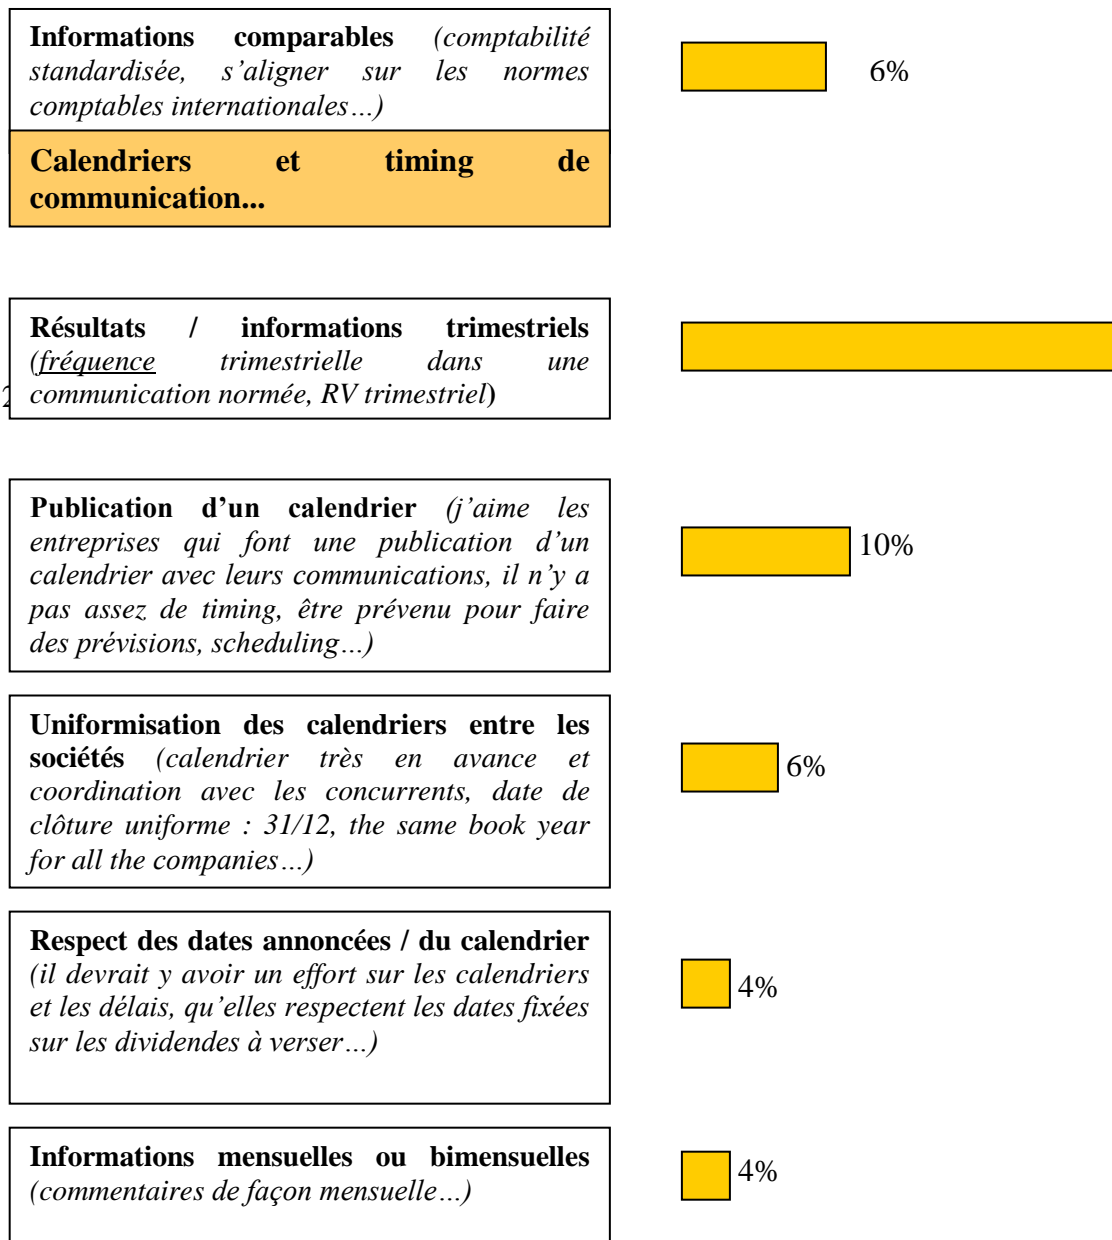 Informations comparables (comptabilité
standardisée, s’aligner sur les normes
comptables internationales…)
6%
Calendriers et timing de
communication...
Résultats / informations trimestriels
(fréquence trimestrielle dans une
communication normée, RV trimestriel)
Publication d’un calendrier (j’aime les
entreprises qui font une publication d’un
calendrier avec leurs communications, il n’y a
pas assez de timing, être prévenu pour faire
des prévisions, scheduling…)
10%
Uniformisation des calendriers entre les
sociétés (calendrier très en avance et
coordination avec les concurrents, date de
clôture uniforme : 31/12, the same book year
for all the companies…)
6%
Respect des dates annoncées / du calendrier
(il devrait y avoir un effort sur les calendriers
et les délais, qu’elles respectent les dates fixées
sur les dividendes à verser…)
4%
Informations mensuelles ou bimensuelles
(commentaires de façon mensuelle…)
4%